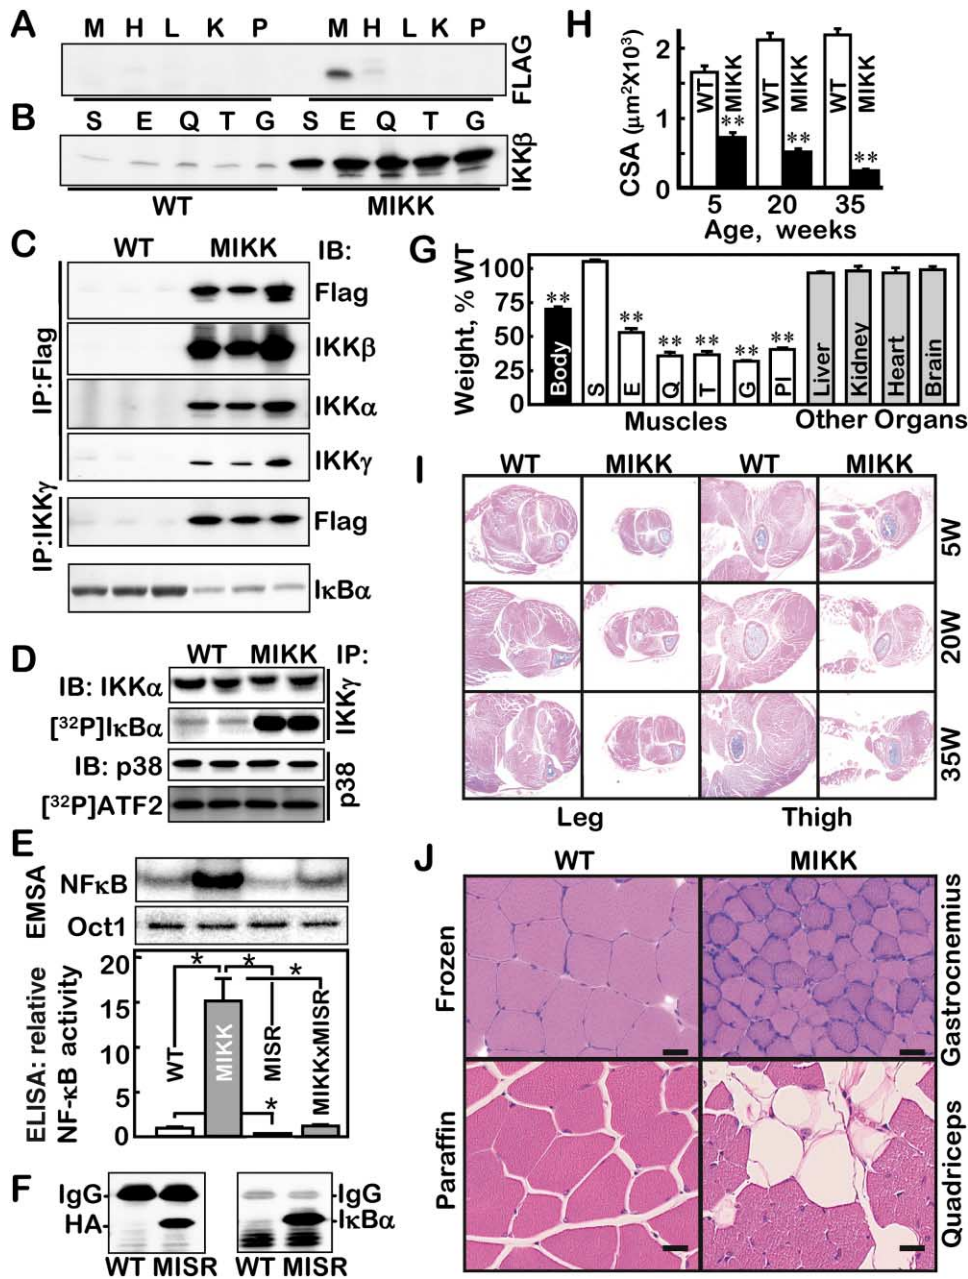 A
M H L K P M H L K P
FLAG
B
S E Q T G S E Q T G
IKKβ
WT MIKK
C
WT MIKK IB:
IP:Flag
Flag
IKKβ
IKKα
IKKγ
IP:IKKγ
Flag
IκBα
D
WT MIKK IP:
IB: IKKα
[³²P]IκBα
IKKγ
IB: p38
[³²P]ATF2
p38
E
EMSA
NFκB
Oct1
ELISA: relative
NF-κB activity
20
15
10
5
0
* * *
*
WT
MIKK
MISR
MIKKxMISR
F
IgG
HA
WT MISR
IgG
IκBα
WT MISR
H
CSA (µm²X10³)
2
1
0
WT MIKK WT MIKK WT MIKK
** ** **
5 20 35
Age, weeks
G
Weight, % WT
100
75
50
25
0
** ** ** ** ** **
Body S E Q T G Pl Liver Kidney Heart Brain
Muscles Other Organs
I
WT MIKK WT MIKK
5W
20W
35W
Leg Thigh
J
WT MIKK
Frozen
Gastrocnemius
Paraffin
Quadriceps